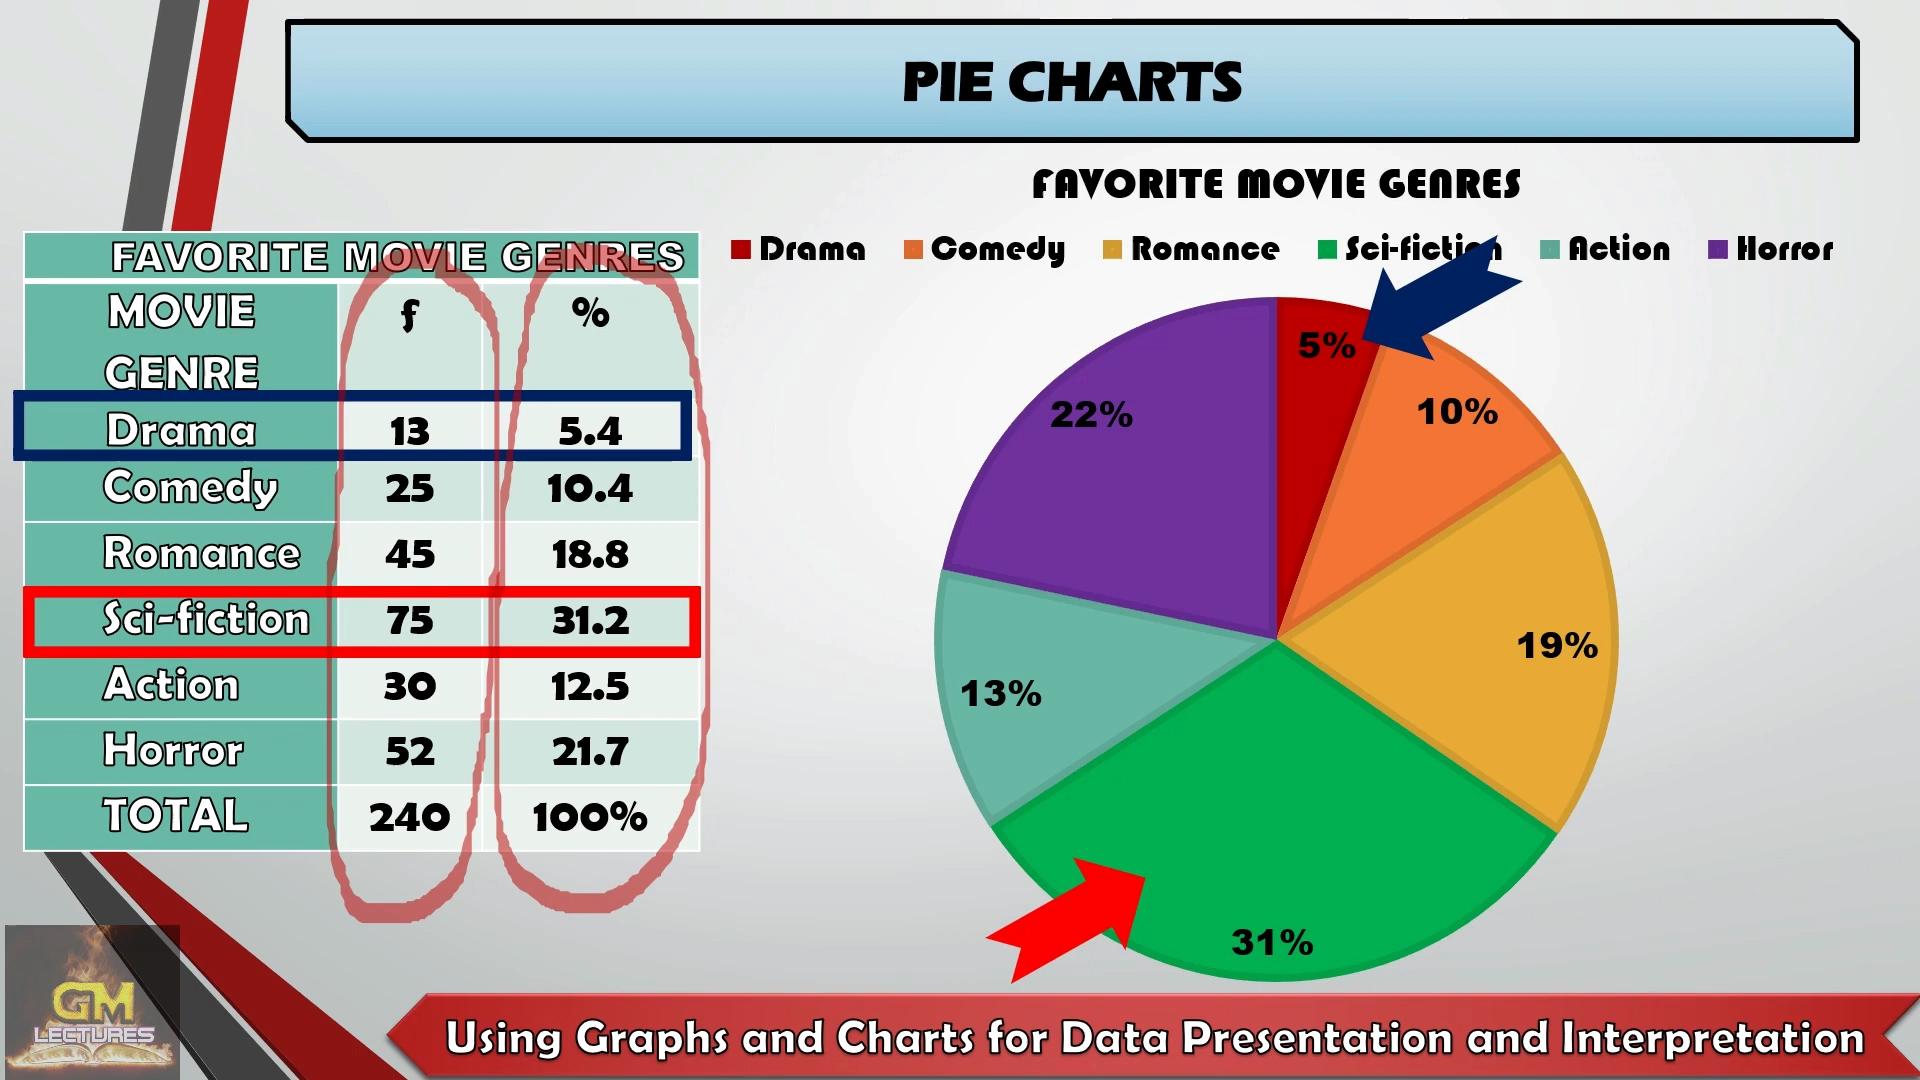 PIE CHARTS
FAVORITE MOVIE GENRES
Drama Comedy Romance Sci-fiction Action Horror
FAVORITE MOVIE GENRES
MOVIE GENRE f %
Drama 13 5.4
Comedy 25 10.4
Romance 45 18.8
Sci-fiction 75 31.2
Action 30 12.5
Horror 52 21.7
TOTAL 240 100%
5%
10%
22%
19%
13%
31%
GM
LECTURES
Using Graphs and Charts for Data Presentation and Interpretation